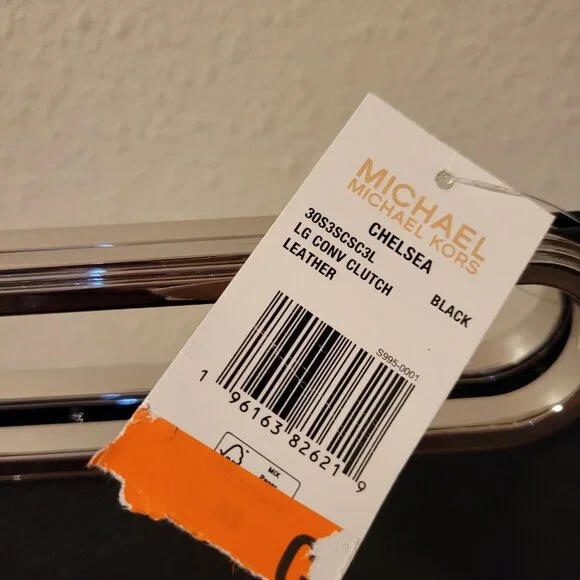 MICHAEL
MICHAEL KORS
30S3SCSC3L
CHELSEA
LG CONV CLUTCH
LEATHER
BLACK
S995-0001
1 96163 82621 9
MIX